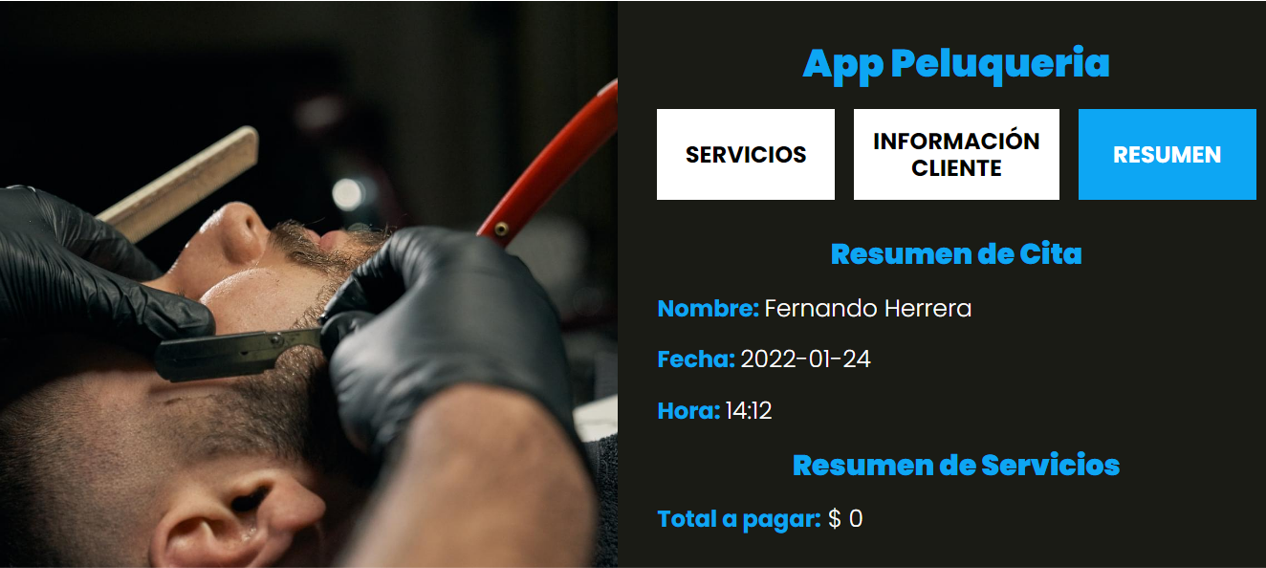 App Peluqueria
SERVICIOS
INFORMACIÓN
CLIENTE
RESUMEN
Resumen de Cita
Nombre: Fernando Herrera
Fecha: 2022-01-24
Hora: 14:12
Resumen de Servicios
Total a pagar: $ 0